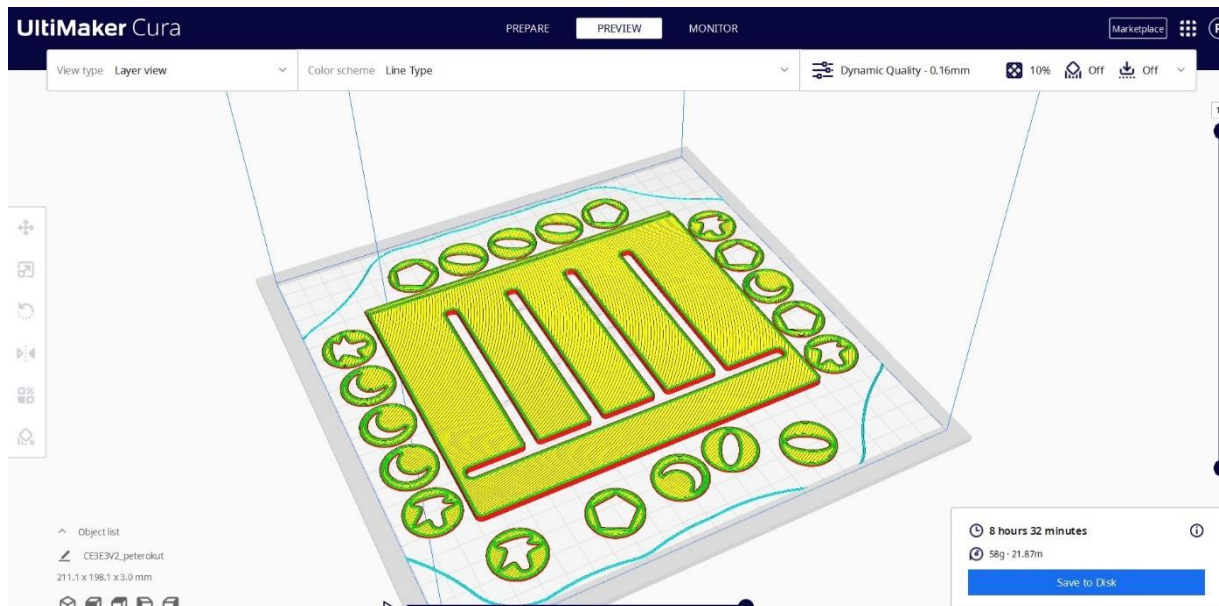 UltiMaker Cura
PREPARE PREVIEW MONITOR
Marketplace
View type Layer view
Color scheme Line Type
Dynamic Quality - 0.16mm 10% Off Off
Object list
CE3E3V2_peterokut
211.1 x 198.1 x 3.0 mm
8 hours 32 minutes
58g · 21.87m
Save to Disk